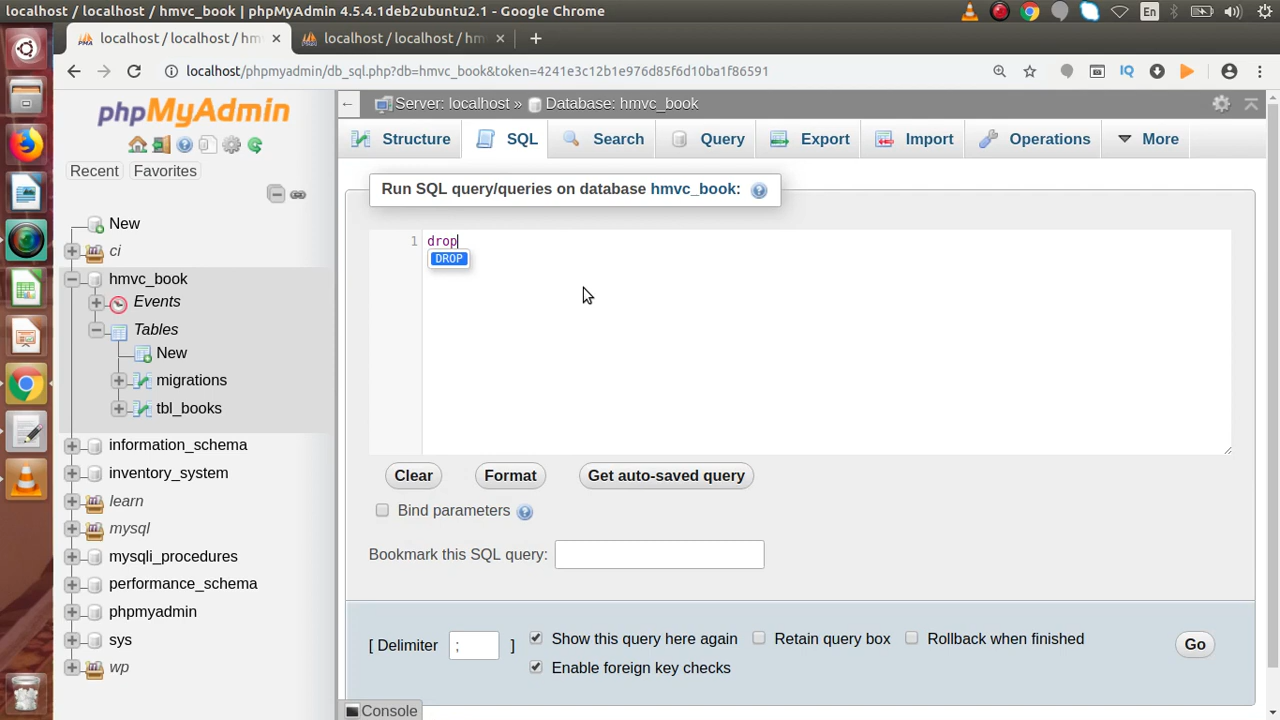 localhost / localhost / hmvc_book | phpMyAdmin 4.5.4.1deb2ubuntu2.1 - Google Chrome
En
localhost / localhost / hm
localhost / localhost / hm
localhost/phpmyadmin/db_sql.php?db=hmvc_book&token=4241e3c12b1e976d85f6d10ba1f86591
IQ
phpMyAdmin
Recent
Favorites
New
ci
hmvc_book
Events
Tables
New
migrations
tbl_books
information_schema
inventory_system
learn
mysql
mysqli_procedures
performance_schema
phpmyadmin
sys
wp
Server: localhost » Database: hmvc_book
Structure SQL Search Query Export Import Operations More
Run SQL query/queries on database hmvc_book:
1 drop
DROP
Clear Format Get auto-saved query
Bind parameters
Bookmark this SQL query:
[ Delimiter ; ] Show this query here again Retain query box Rollback when finished Go
Enable foreign key checks
Console